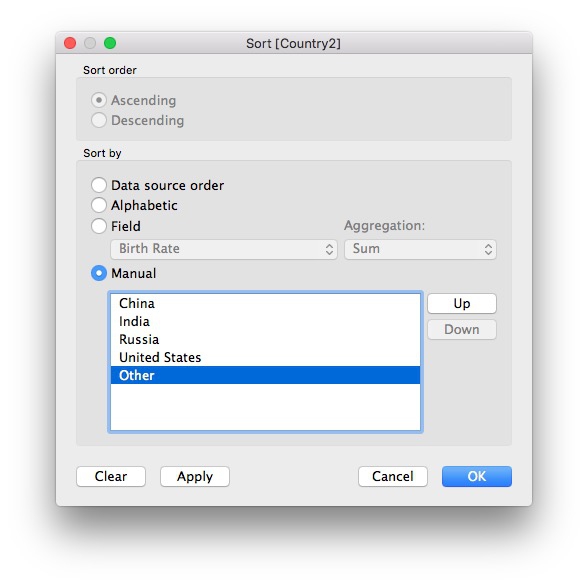 Sort [Country2]
Sort order
Ascending
Descending
Sort by
Data source order
Alphabetic
Field Aggregation:
Birth Rate Sum
Manual
China Up
India
Russia Down
United States
Other
Clear Apply Cancel OK